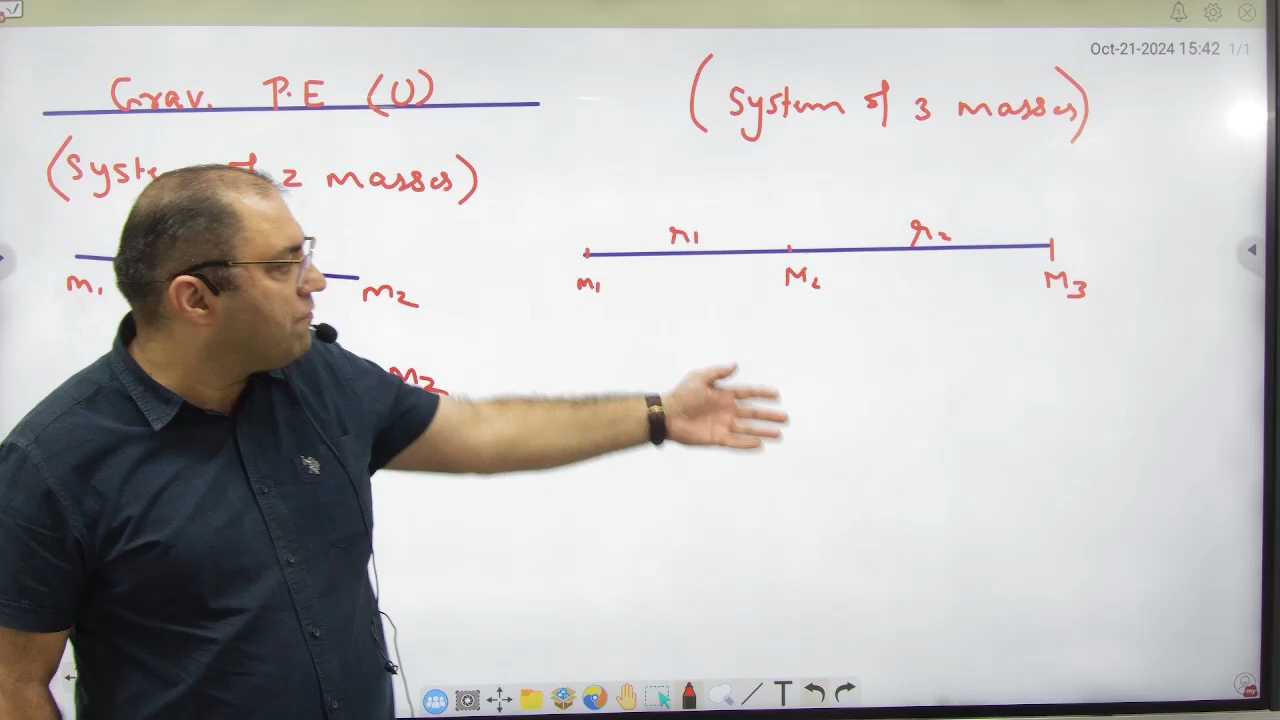 Oct-21-2024 15:42 1/1
Grav. P.E (U)
(System of 3 masses)
2 masses)
r1 r2
m1 m2
m1 M2 M3
M2